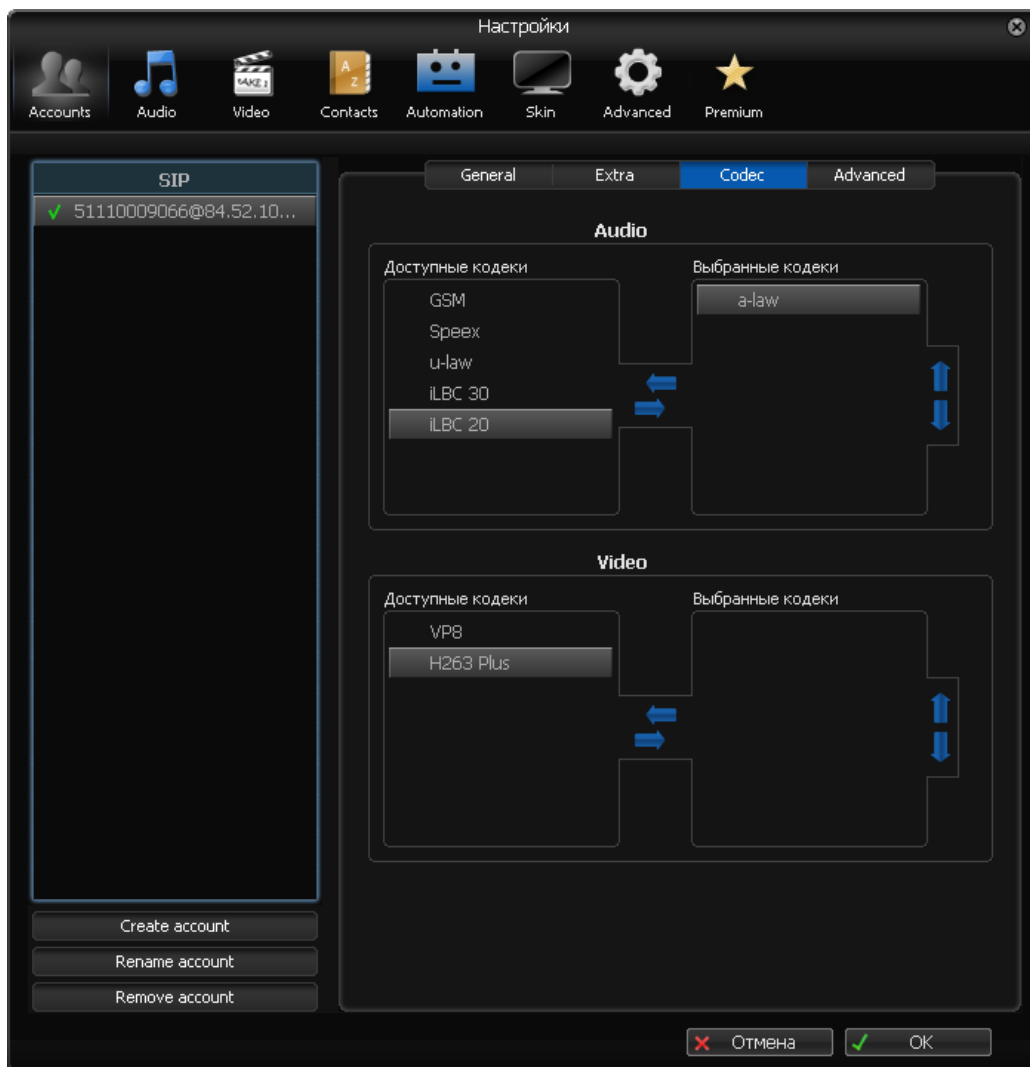 Настройки
Accounts Audio Video Contacts Automation Skin Advanced Premium
SIP
51110009066@84.52.10...
General Extra Codec Advanced
Audio
Доступные кодеки Выбранные кодеки
GSM a-law
Speex
u-law
iLBC 30
iLBC 20
Video
Доступные кодеки Выбранные кодеки
VP8
H263 Plus
Create account
Rename account
Remove account
Отмена OK